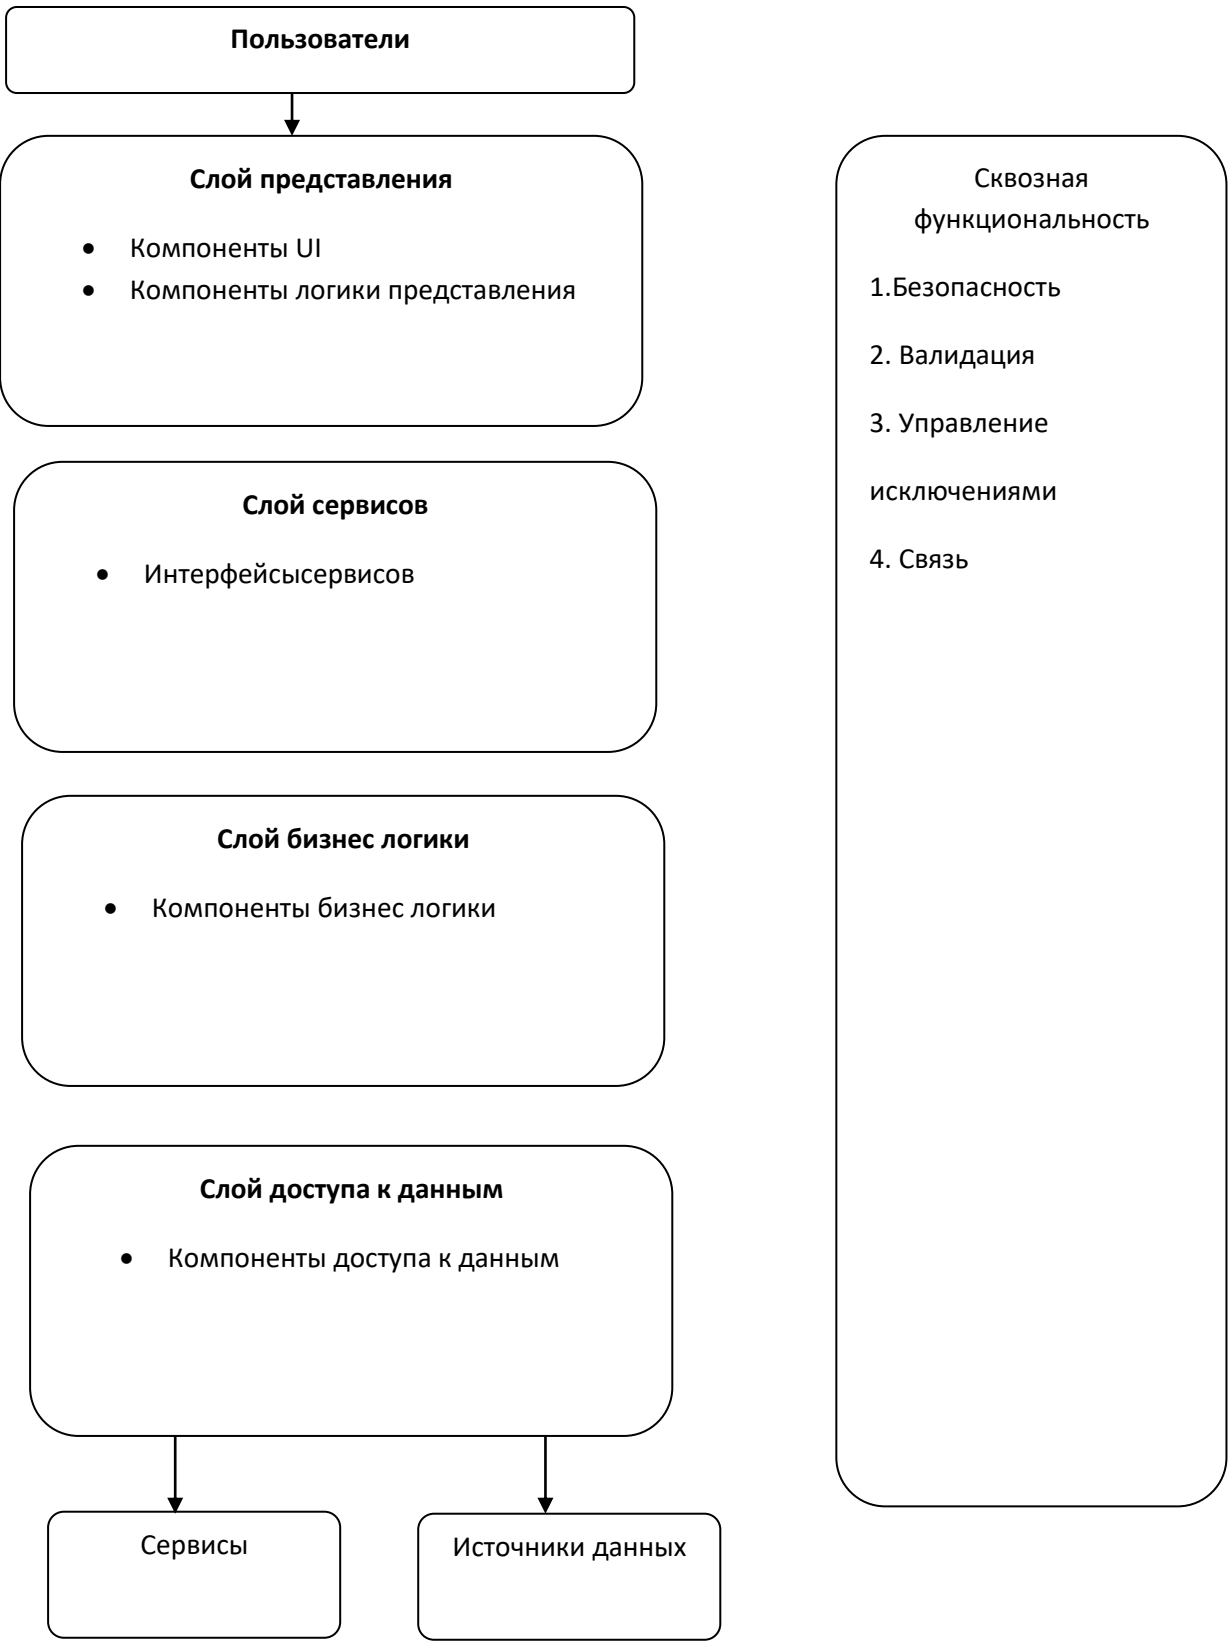 Пользователи
Слой представления
• Компоненты UI
• Компоненты логики представления
Слой сервисов
• Интерфейсысервисов
Слой бизнес логики
• Компоненты бизнес логики
Слой доступа к данным
• Компоненты доступа к данным
Сервисы
Источники данных
Сквозная
функциональность
1.Безопасность
2. Валидация
3. Управление
исключениями
4. Связь